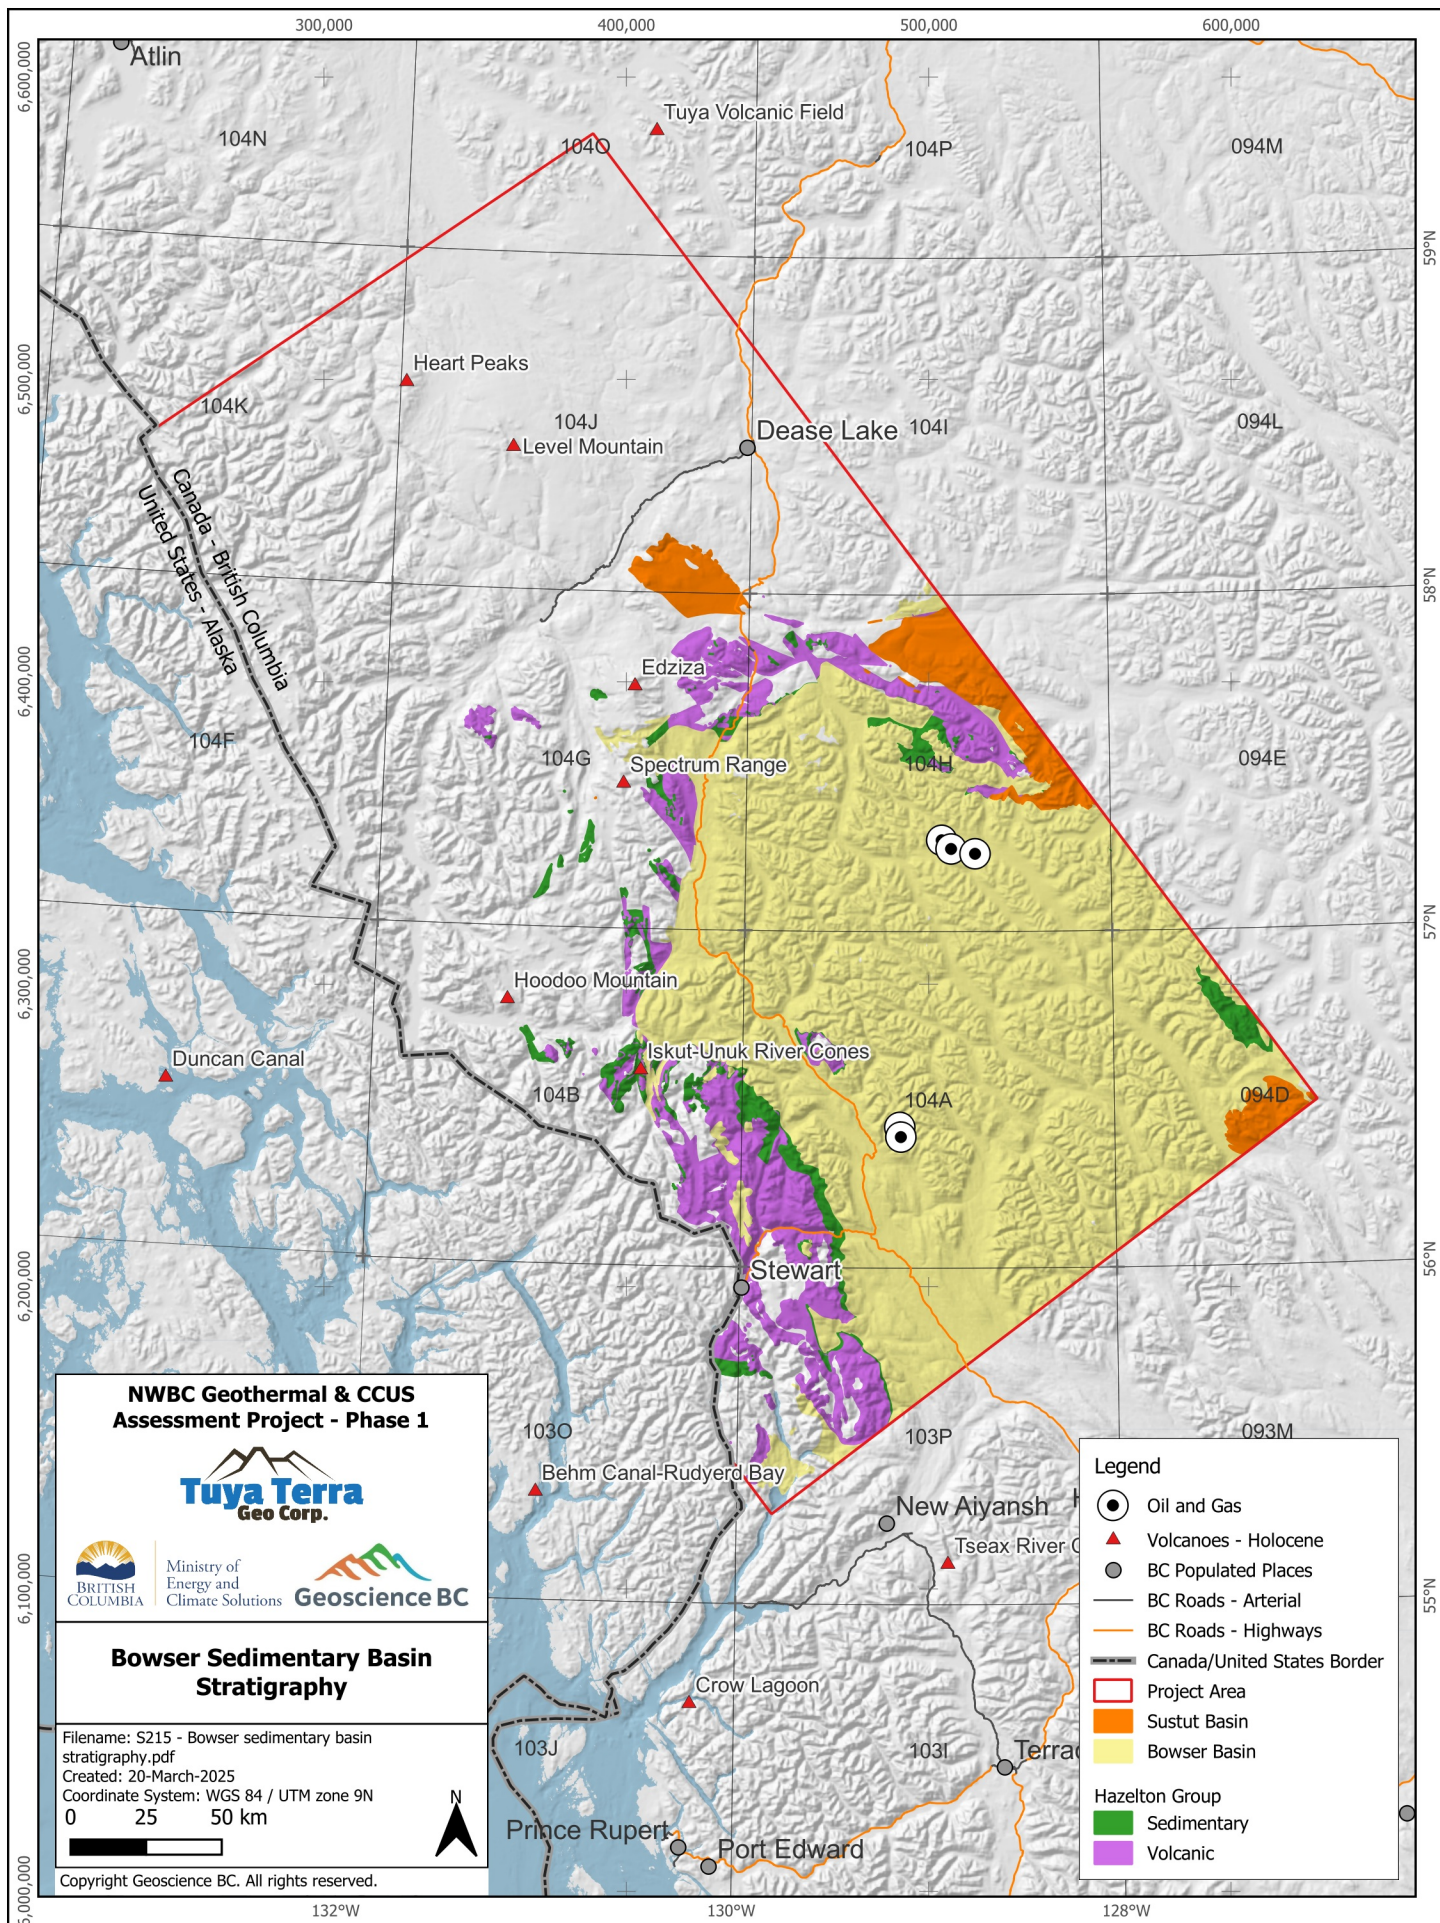 300,000
400,000
500,000
600,000
6,600,000
Atlin
Tuya Volcanic Field
104N
104O
104P
094M
59°N
6,500,000
Heart Peaks
104K
104J
Level Mountain
Dease Lake
104I
094L
Canada - British Columbia
United States - Alaska
58°N
6,400,000
Edziza
104F
104G
Spectrum Range
104H
094E
57°N
6,300,000
Hoodoo Mountain
Duncan Canal
Iskut-Unuk River Cones
104B
104A
094D
6,200,000
Stewart
56°N
103O
103P
093M
Behm Canal-Rudyerd Bay
New Aiyansh
H
Tseax River C
55°N
6,100,000
Crow Lagoon
103J
103I
Terrac
Prince Rupert
Port Edward
6,000,000
132°W
130°W
128°W
NWBC Geothermal & CCUS
Assessment Project - Phase 1
Tuya Terra
Geo Corp.
BRITISH
COLUMBIA
Ministry of
Energy and
Climate Solutions
Geoscience BC
Bowser Sedimentary Basin
Stratigraphy
Filename: S215 - Bowser sedimentary basin
stratigraphy.pdf
Created: 20-March-2025
Coordinate System: WGS 84 / UTM zone 9N
0 25 50 km
N
Copyright Geoscience BC. All rights reserved.
Legend
Oil and Gas
Volcanoes - Holocene
BC Populated Places
BC Roads - Arterial
BC Roads - Highways
Canada/United States Border
Project Area
Sustut Basin
Bowser Basin
Hazelton Group
Sedimentary
Volcanic